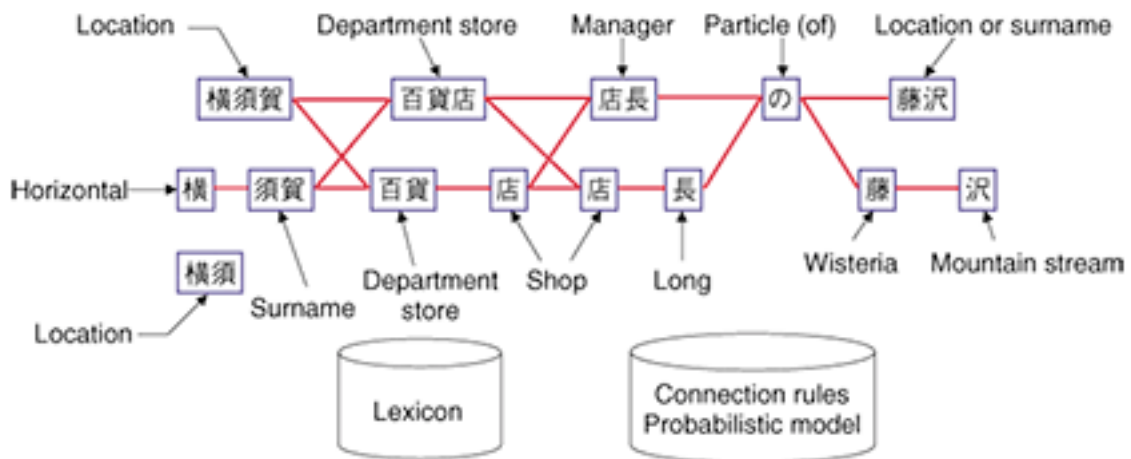 Location
Department store
Manager
Particle (of)
Location or surname
横須賀
百貨店
店長
の
藤沢
Horizontal
横
須賀
百貨
店
店
長
藤
沢
横須
Location
Surname
Department
store
Shop
Long
Wisteria
Mountain stream
Lexicon
Connection rules
Probabilistic model